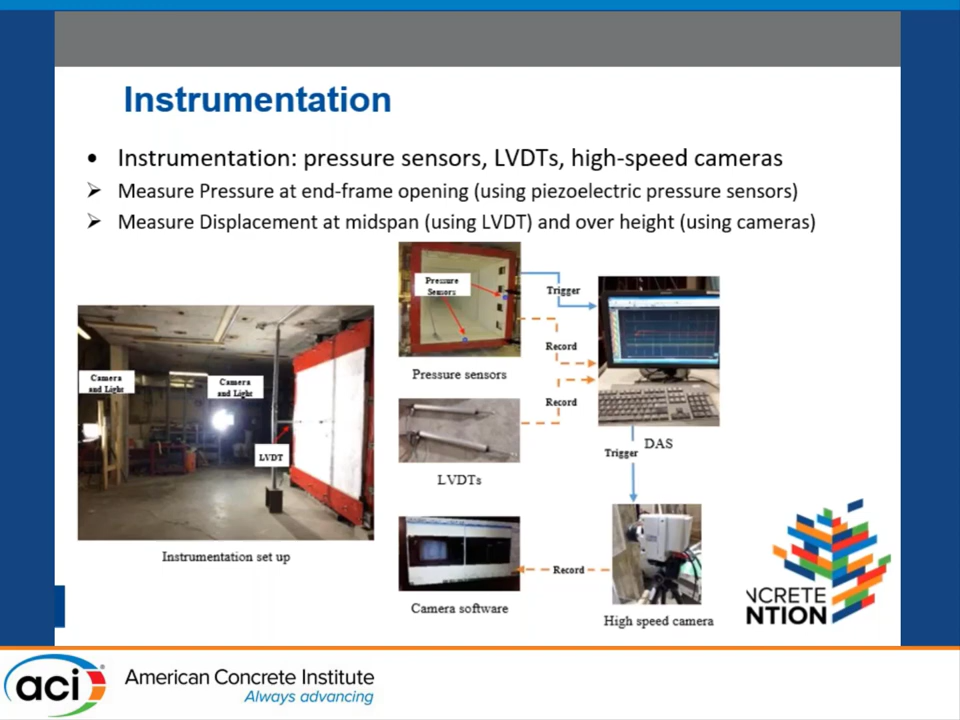 Instrumentation
• Instrumentation: pressure sensors, LVDTs, high-speed cameras
➢ Measure Pressure at end-frame opening (using piezoelectric pressure sensors)
➢ Measure Displacement at midspan (using LVDT) and over height (using cameras)
Camera
and Light
Camera
and Light
LVDT
Instrumentation set up
Pressure
Sensors
Pressure sensors
Trigger
Record
Record
LVDTs
DAS
Trigger
Camera software
Record
High speed camera
NCRETE
NTION
aci
American Concrete Institute
Always advancing